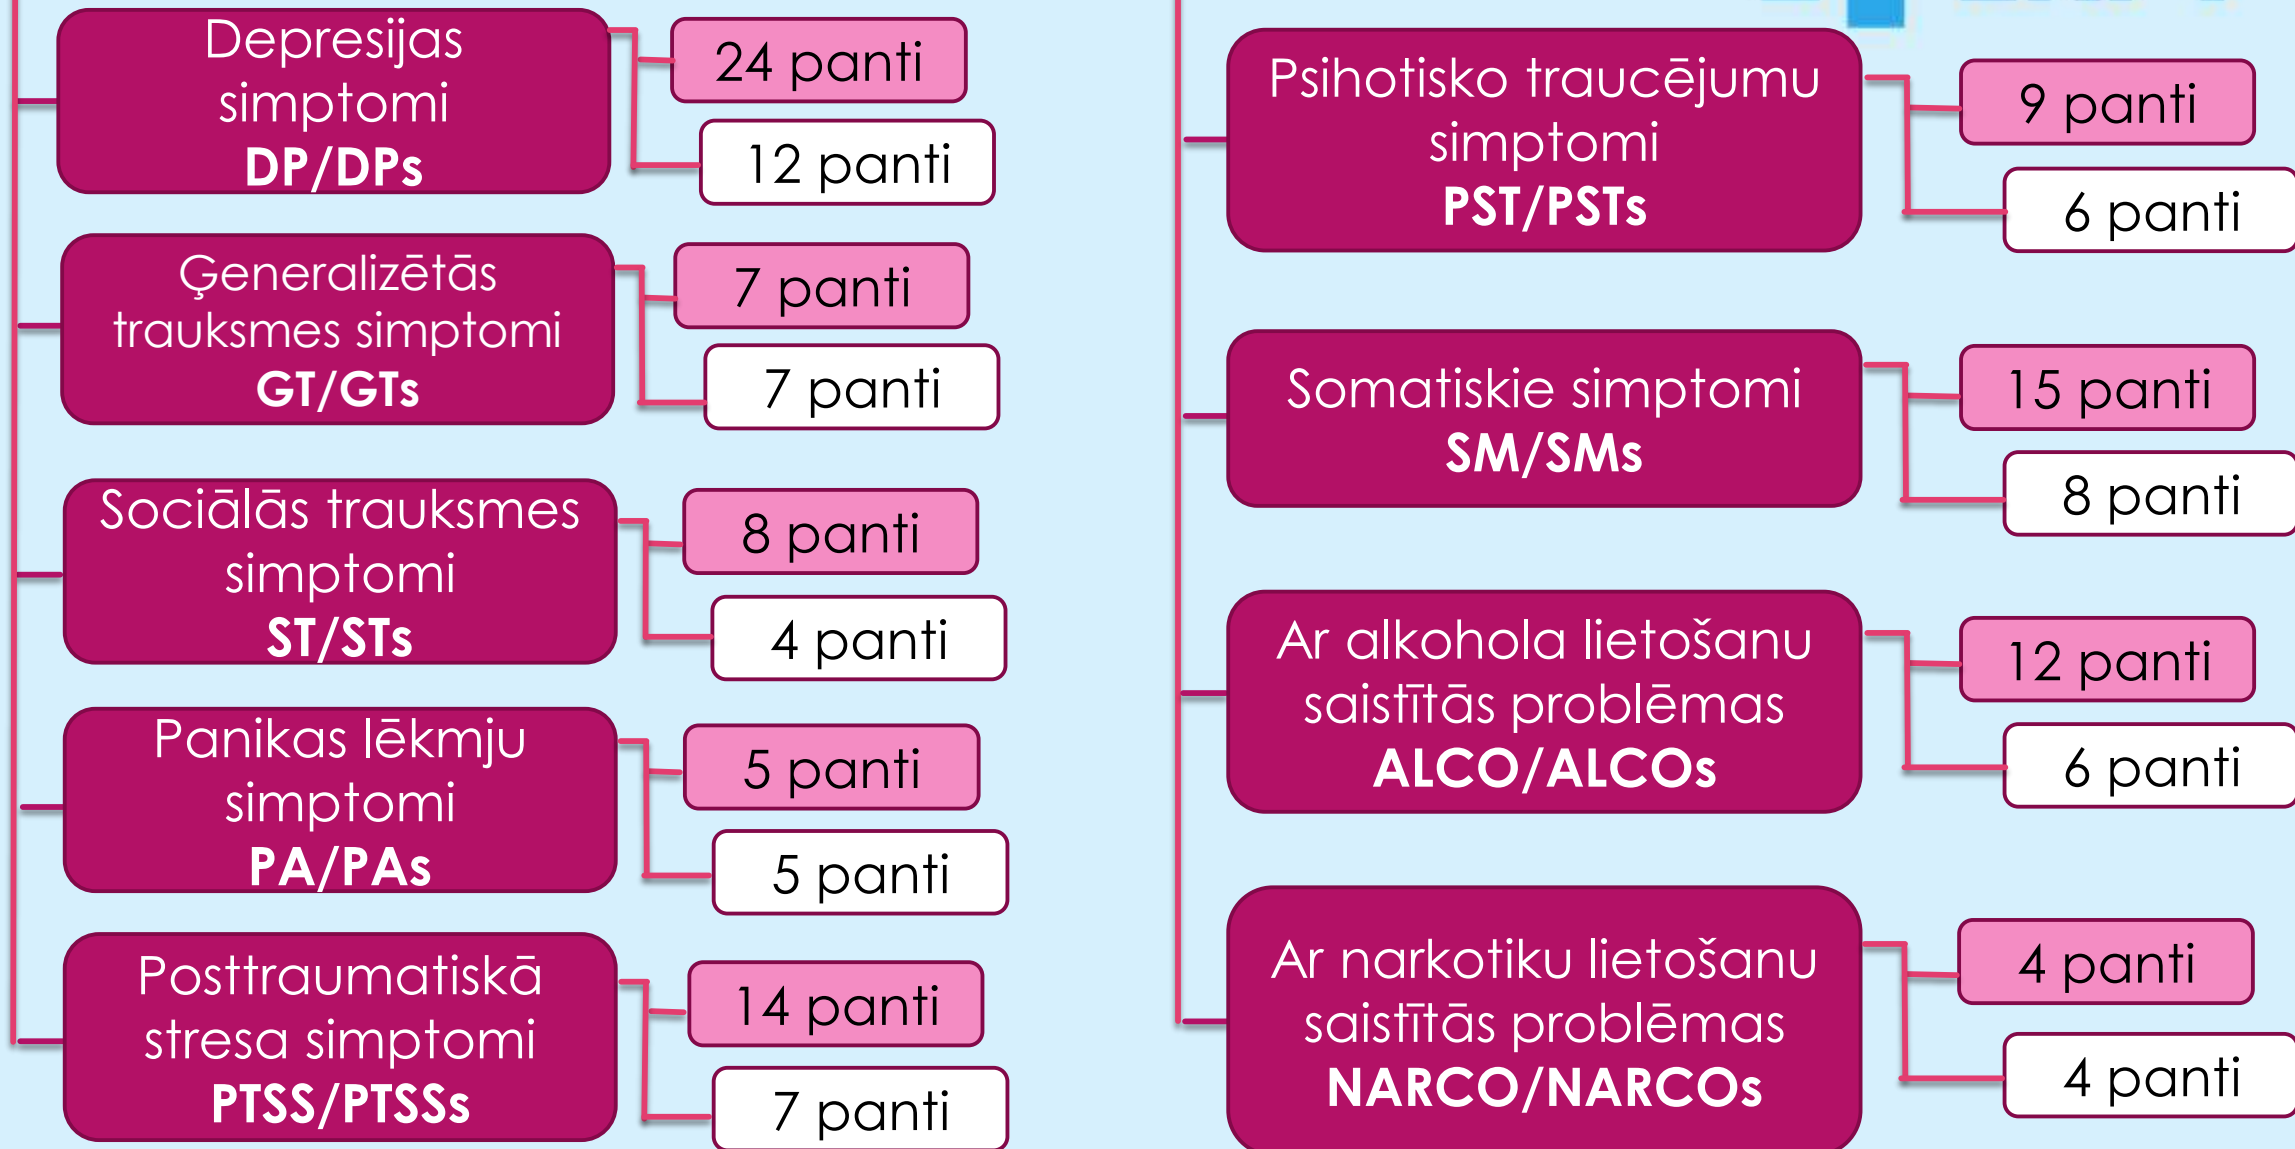 Depresijas
simptomi
DP/DPs
24 panti
12 panti
Ģeneralizētās
trauksmes simptomi
GT/GTs
7 panti
7 panti
Sociālās trauksmes
simptomi
ST/STs
8 panti
4 panti
Panikas lēkmju
simptomi
PA/PAs
5 panti
5 panti
Posttraumatiskā
stresa simptomi
PTSS/PTSSs
14 panti
7 panti
Psihotisko traucējumu
simptomi
PST/PSTs
9 panti
6 panti
Somatiskie simptomi
SM/SMs
15 panti
8 panti
Ar alkohola lietošanu
saistītās problēmas
ALCO/ALCOs
12 panti
6 panti
Ar narkotiku lietošanu
saistītās problēmas
NARCO/NARCOs
4 panti
4 panti